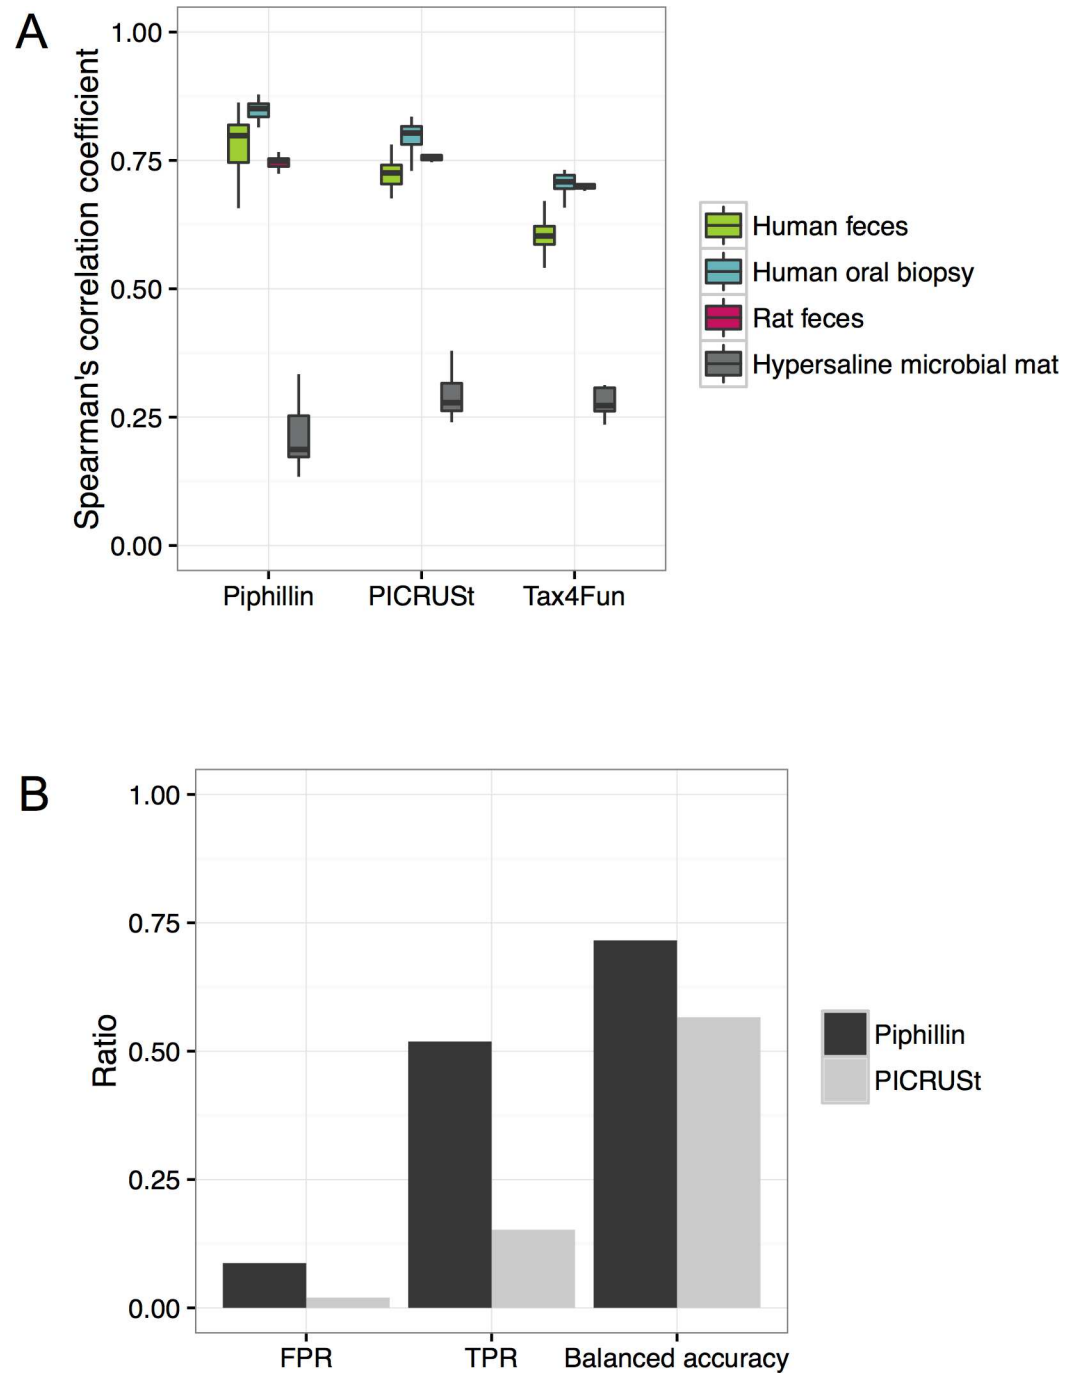 A
Spearman's correlation coefficient
1.00
0.75
0.50
0.25
0.00
Piphillin PICRUSt Tax4Fun
Human feces
Human oral biopsy
Rat feces
Hypersaline microbial mat
B
Ratio
1.00
0.75
0.50
0.25
0.00
FPR TPR Balanced accuracy
Piphillin
PICRUSt